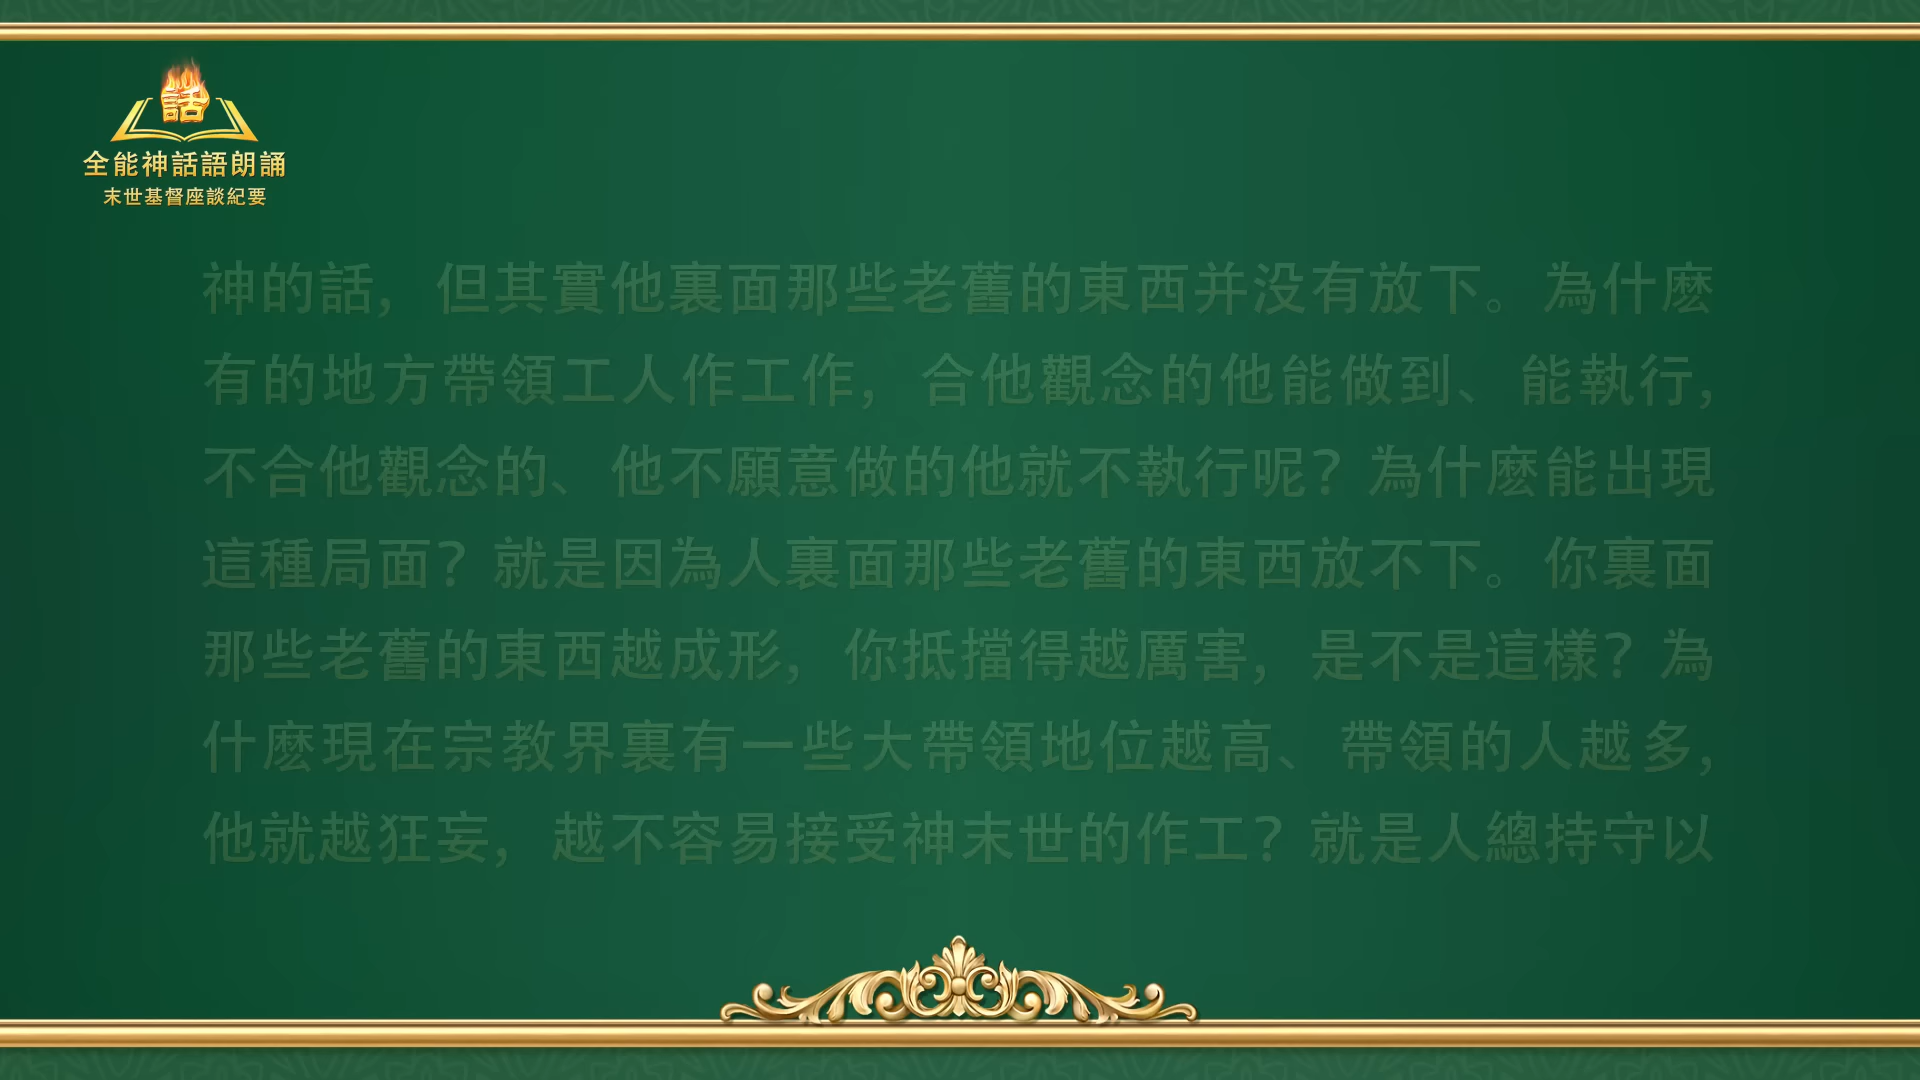 話
全能神話語朗誦
末世基督座談紀要
神的話，但其實他裏面那些老舊的東西并没有放下。為什麽
有的地方帶領工人作工作，合他觀念的他能做到、能執行，
不合他觀念的、他不願意做的他就不執行呢？為什麽能出現
這種局面？就是因為人裏面那些老舊的東西放不下。你裏面
那些老舊的東西越成形，你抵擋得越厲害，是不是這樣？為
什麽現在宗教界裏有一些大帶領地位越高、帶領的人越多，
他就越狂妄，越不容易接受神末世的作工？就是人總持守以